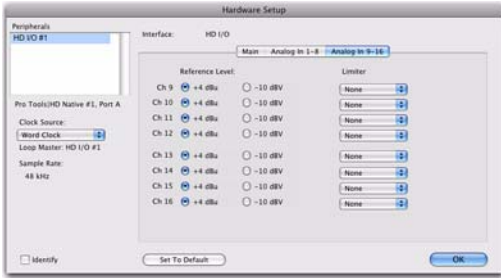 Hardware Setup
Peripherals
HD I/O #1
Interface: HD I/O
Main Analog In 1-8 Analog In 9-16
Reference Level: Limiter
Ch 9 +4 dBu -10 dBV None
Ch 10 +4 dBu -10 dBV None
Ch 11 +4 dBu -10 dBV None
Ch 12 +4 dBu -10 dBV None
Ch 13 +4 dBu -10 dBV None
Ch 14 +4 dBu -10 dBV None
Ch 15 +4 dBu -10 dBV None
Ch 16 +4 dBu -10 dBV None
Pro Tools|HD Native #1, Port A
Clock Source:
Word Clock
Loop Master: HD I/O #1
Sample Rate:
48 kHz
Identify
Set To Default
OK